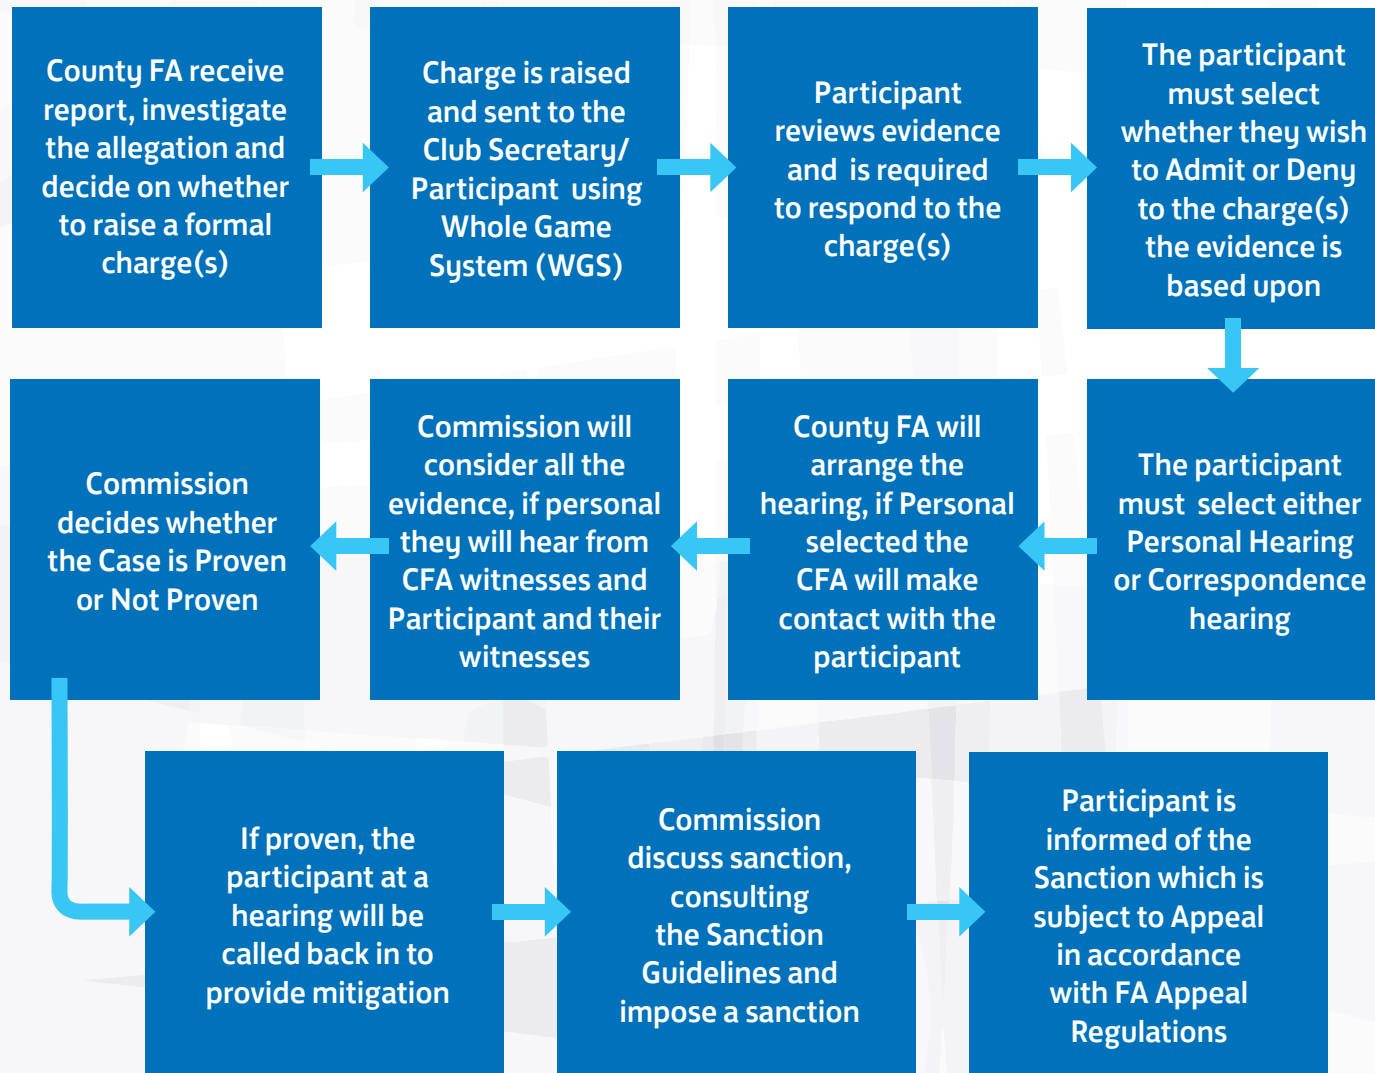 County FA receive
report, investigate
the allegation and
decide on whether
to raise a formal
charge(s)
Charge is raised
and sent to the
Club Secretary/
Participant using
Whole Game
System (WGS)
Participant
reviews evidence
and is required
to respond to the
charge(s)
The participant
must select
whether they wish
to Admit or Deny
to the charge(s)
the evidence is
based upon
The participant
must select either
Personal Hearing
or Correspondence
hearing
County FA will
arrange the
hearing, if Personal
selected the
CFA will make
contact with the
participant
Commission will
consider all the
evidence, if personal
they will hear from
CFA witnesses and
Participant and their
witnesses
Commission
decides whether
the Case is Proven
or Not Proven
If proven, the
participant at a
hearing will be
called back in to
provide mitigation
Commission
discuss sanction,
consulting
the Sanction
Guidelines and
impose a sanction
Participant is
informed of the
Sanction which is
subject to Appeal
in accordance
with FA Appeal
Regulations